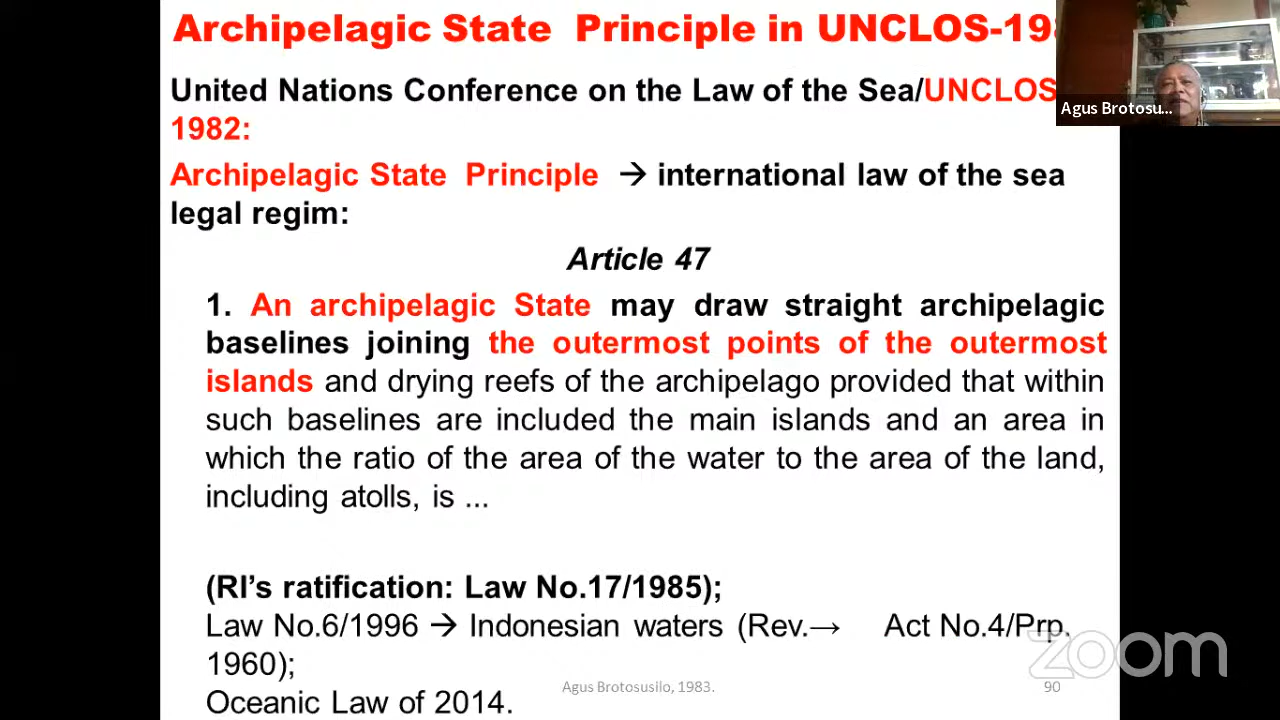 Archipelagic State Principle in UNCLOS-19
United Nations Conference on the Law of the Sea/UNCLOS
1982:
Archipelagic State Principle → international law of the sea
legal regim:
Article 47
1. An archipelagic State may draw straight archipelagic
baselines joining the outermost points of the outermost
islands and drying reefs of the archipelago provided that within
such baselines are included the main islands and an area in
which the ratio of the area of the water to the area of the land,
including atolls, is ...
(RI's ratification: Law No.17/1985);
Law No.6/1996 → Indonesian waters (Rev.→ Act No.4/Prp.
1960);
Oceanic Law of 2014.
Agus Brotosusilo, 1983.
90
Agus Brotosu...
zoom